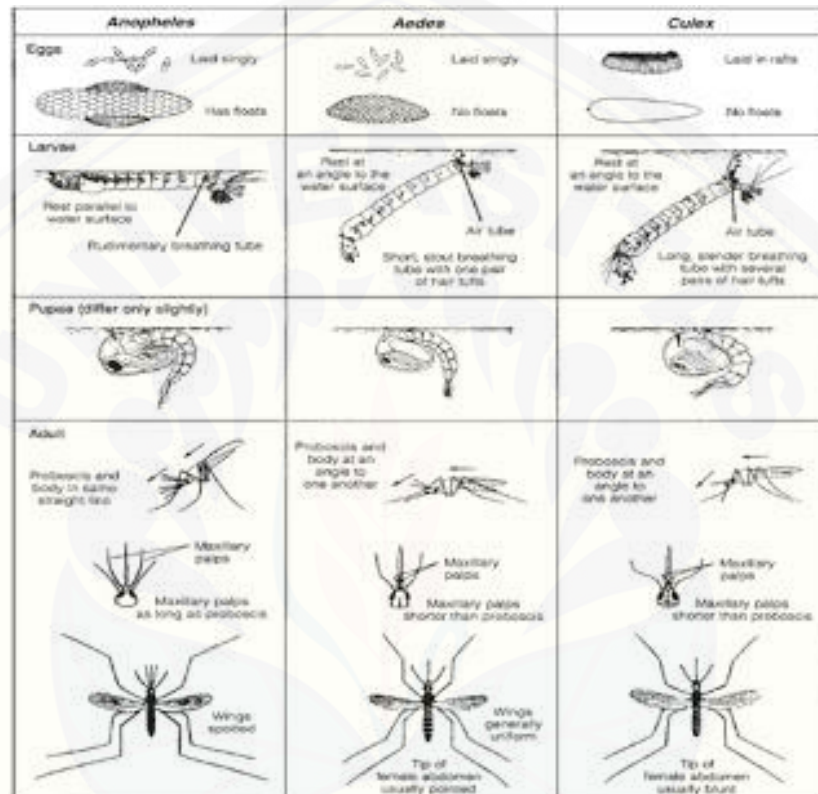 Anopheles
Aedes
Culex
Eggs
Laid singly
Has floats
Laid singly
No floats
Laid in rafts
No floats
Larvae
Rest parallel to
water surface
Rudimentary breathing tube
Rest at
an angle to the
water surface
Air tube
Short, stout breathing
tube with one pair
of hair tufts
Rest at
an angle to the
water surface
Air tube
Long, slender breathing
tube with several
pairs of hair tufts
Pupae (differ only slightly)
Adult
Proboscis and
body in same
straight line
Maxillary
palps
Maxillary palps
as long as proboscis
Wings
spotted
Proboscis and
body at an
angle to
one another
Maxillary
palps
Maxillary palps
shorter than proboscis
Wings
generally
uniform
Tip of
female abdomen
usually pointed
Proboscis and
body at an
angle to
one another
Maxillary
palps
Maxillary palps
shorter than proboscis
Tip of
female abdomen
usually blunt
UNIVERSITAS